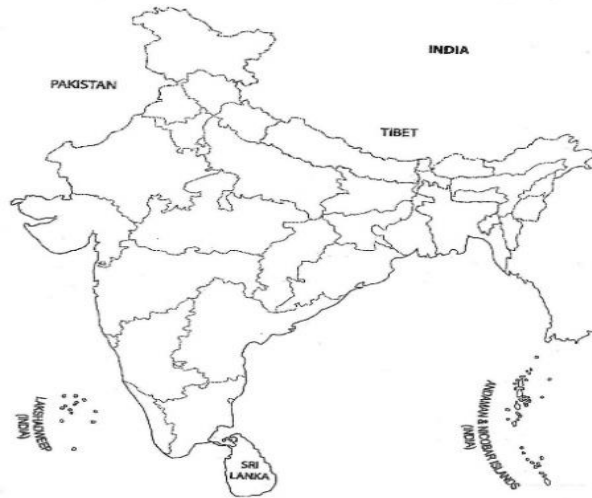 INDIA
PAKISTAN
TIBET
LAKSHADWEEP
(INDIA)
ANDAMAN & NICOBAR ISLANDS
(INDIA)
SRI
LANKA